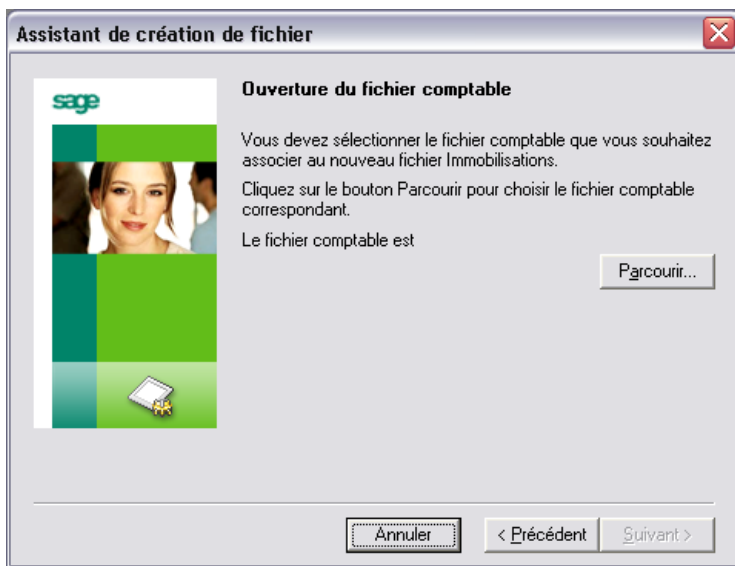 Assistant de création de fichier
sage
Ouverture du fichier comptable
Vous devez sélectionner le fichier comptable que vous souhaitez
associer au nouveau fichier Immobilisations.
Cliquez sur le bouton Parcourir pour choisir le fichier comptable
correspondant.
Le fichier comptable est
Parcourir...
Annuler
< Précédent
Suivant >